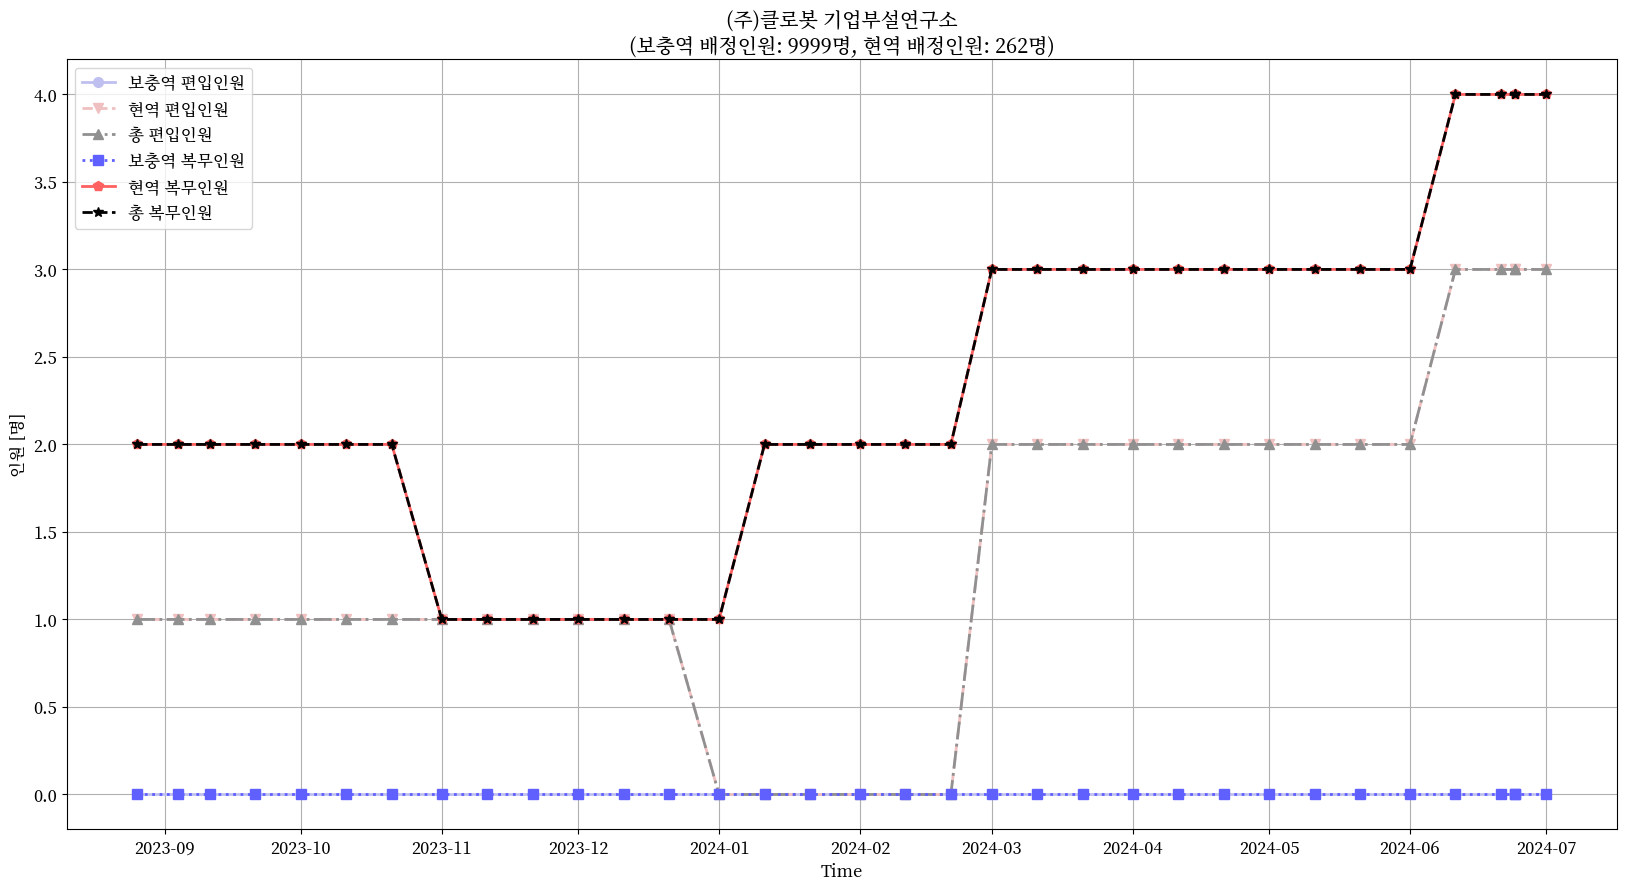 (주)클로봇 기업부설연구소
(보충역 배정인원: 9999명, 현역 배정인원: 262명)
보충역 편입인원
현역 편입인원
총 편입인원
보충역 복무인원
현역 복무인원
총 복무인원
4.0
3.5
3.0
2.5
2.0
1.5
1.0
0.5
0.0
인원 [명]
2023-09 2023-10 2023-11 2023-12 2024-01 2024-02 2024-03 2024-04 2024-05 2024-06 2024-07
Time